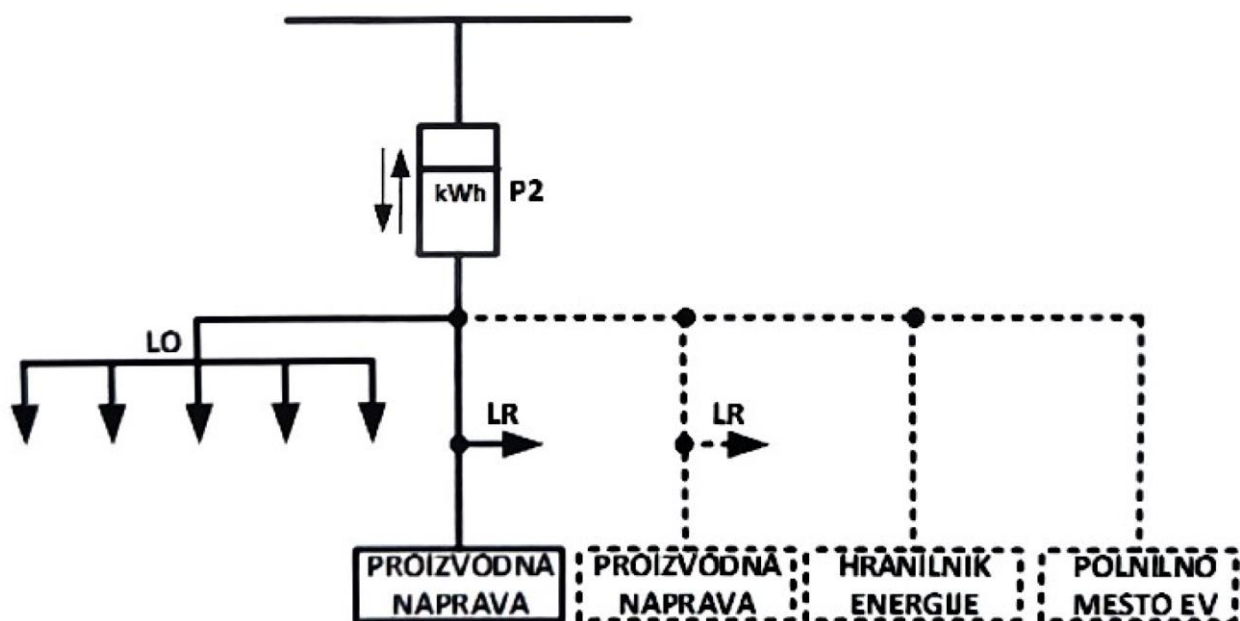 kWh P2
LO
LR LR
PROIZVODNA NAPRAVA
PROIZVODNA NAPRAVA
HRANILNIK ENERGIJE
POLNILNO MESTO EV